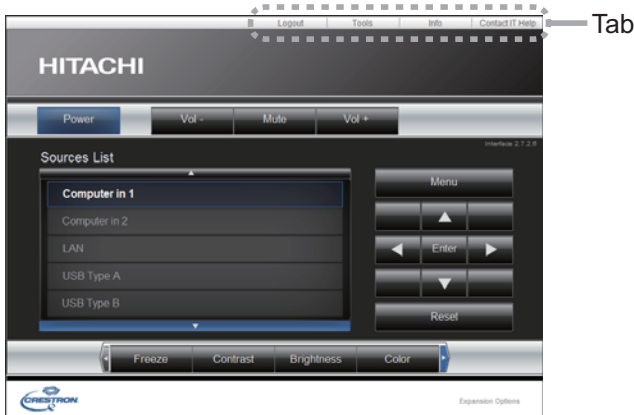 Logout Tools Info Contact IT Help Tab
HITACHI
Power Vol - Mute Vol +
Interface 2.7.2.6
Sources List
Menu
Computer in 1
Computer in 2
LAN Enter
USB Type A
USB Type B Reset
Freeze Contrast Brightness Color
CRESTRON Expansion Options